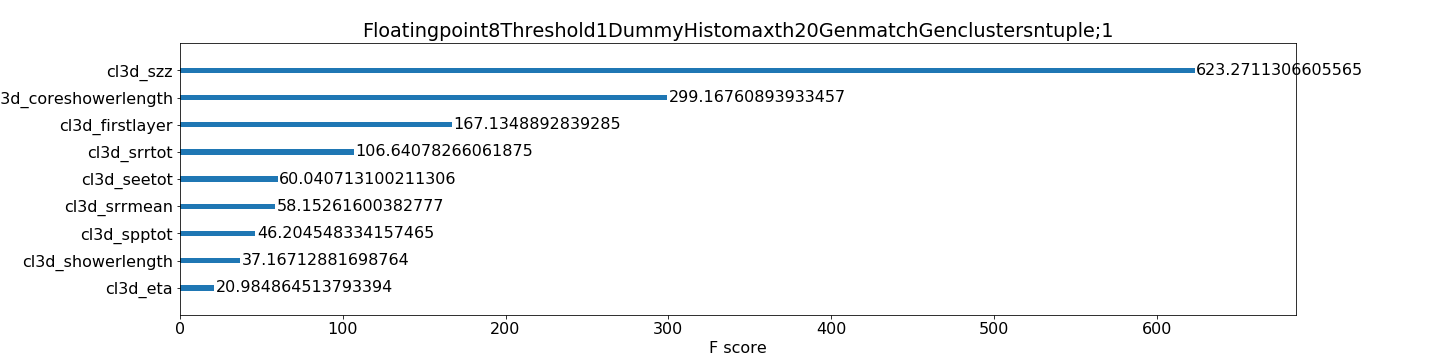 Floatingpoint8Threshold1DummyHistomaxth20GenmatchGenclustersntuple;1
cl3d_szz 623.2711306605565
3d_coreshowerlength 299.16760893933457
cl3d_firstlayer 167.1348892839285
cl3d_srrtot 106.64078266061875
cl3d_seetot 60.040713100211306
cl3d_srrmean 58.15261600382777
cl3d_spptot 46.204548334157465
cl3d_showerlength 37.16712881698764
cl3d_eta 20.984864513793394
0 100 200 300 400 500 600
F score